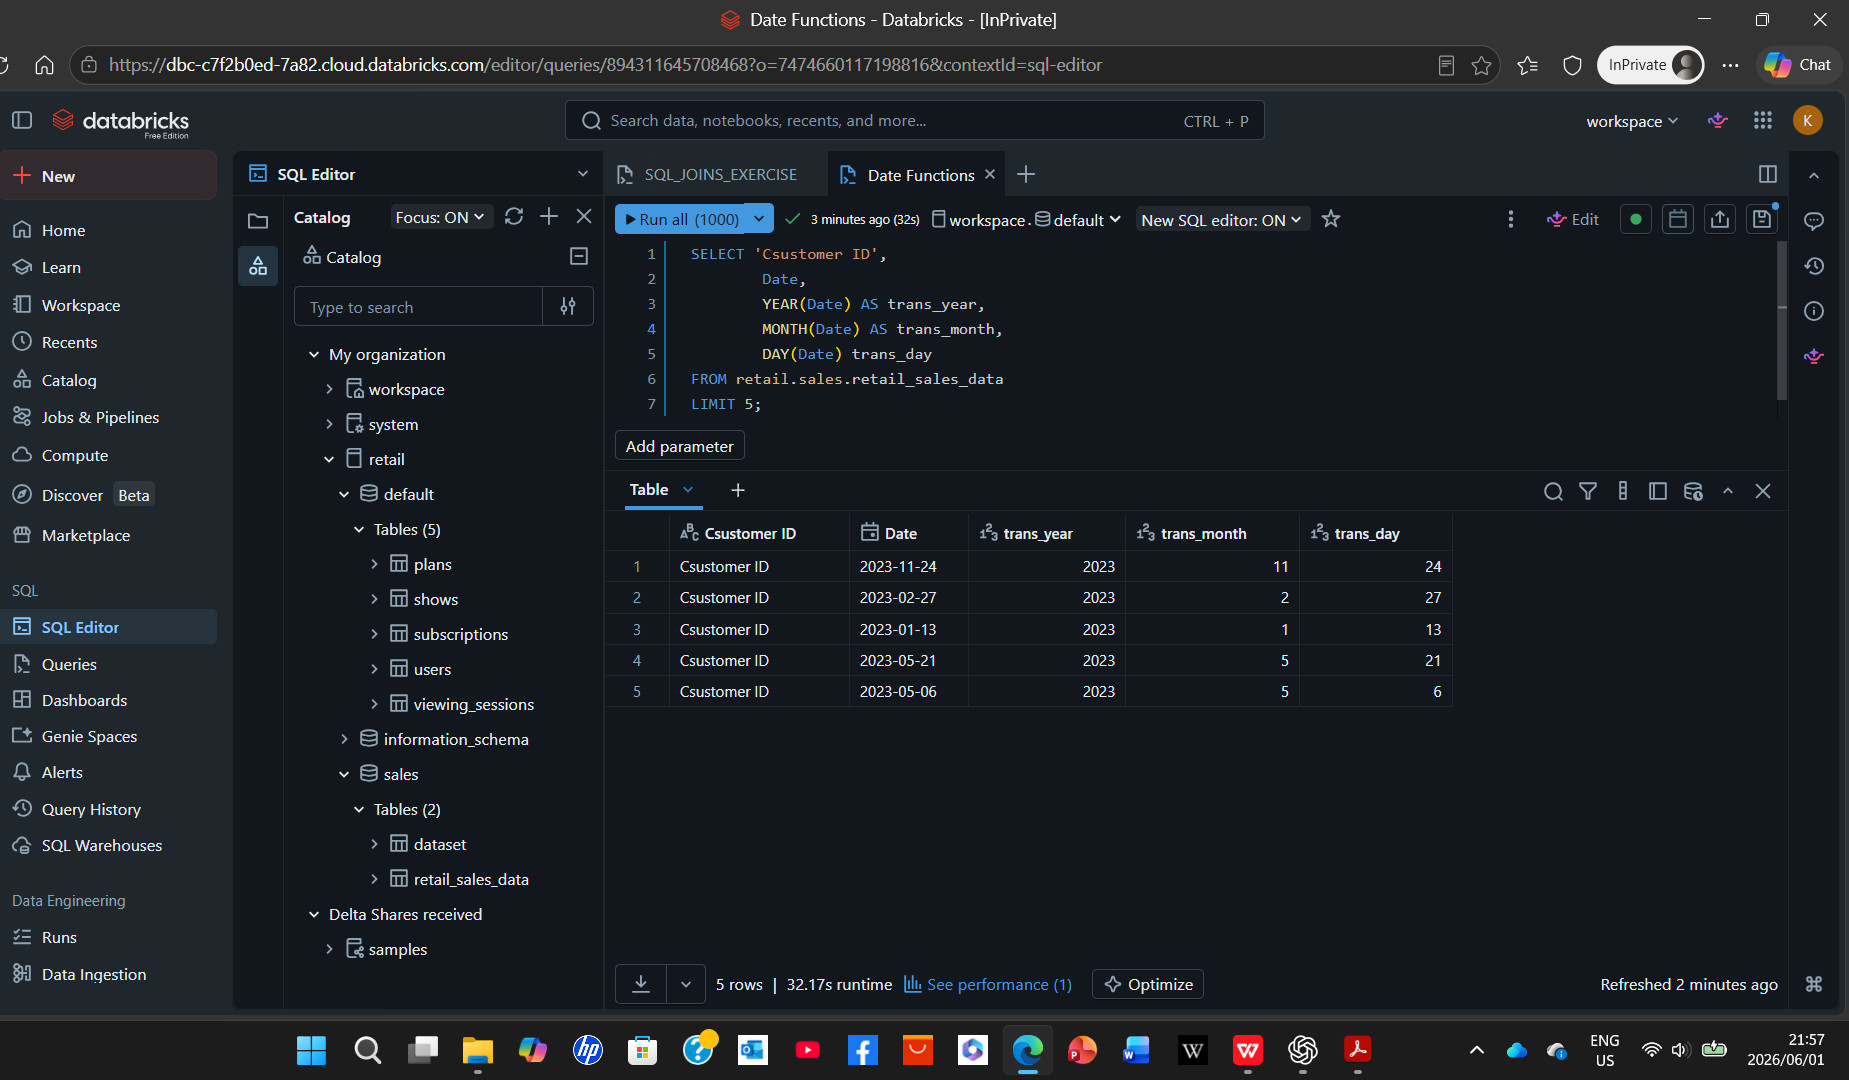 Date Functions - Databricks - [InPrivate]
https://dbc-c7f2b0ed-7a82.cloud.databricks.com/editor/queries/894311645708468?o=7474660117198816&contextId=sql-editor
InPrivate
Chat
databricks
Free Edition
Search data, notebooks, recents, and more...
CTRL + P
workspace
K
New
Home
Learn
Workspace
Recents
Catalog
Jobs & Pipelines
Compute
Discover Beta
Marketplace
SQL
SQL Editor
Queries
Dashboards
Genie Spaces
Alerts
Query History
SQL Warehouses
Data Engineering
Runs
Data Ingestion
SQL Editor
Catalog
Focus: ON
Catalog
Type to search
My organization
workspace
system
retail
default
Tables (5)
plans
shows
subscriptions
users
viewing_sessions
information_schema
sales
Tables (2)
dataset
retail_sales_data
Delta Shares received
samples
SQL_JOINS_EXERCISE
Date Functions
Run all (1000)
3 minutes ago (32s)
workspace.
default
New SQL editor: ON
Edit
1 SELECT 'Csustomer ID',
2 Date,
3 YEAR(Date) AS trans_year,
4 MONTH(Date) AS trans_month,
5 DAY(Date) trans_day
6 FROM retail.sales.retail_sales_data
7 LIMIT 5;
Add parameter
Table
Csustomer ID Date trans_year trans_month trans_day
1 Csustomer ID 2023-11-24 2023 11 24
2 Csustomer ID 2023-02-27 2023 2 27
3 Csustomer ID 2023-01-13 2023 1 13
4 Csustomer ID 2023-05-21 2023 5 21
5 Csustomer ID 2023-05-06 2023 5 6
5 rows | 32.17s runtime
See performance (1)
Optimize
Refreshed 2 minutes ago
ENG
US
21:57
2026/06/01